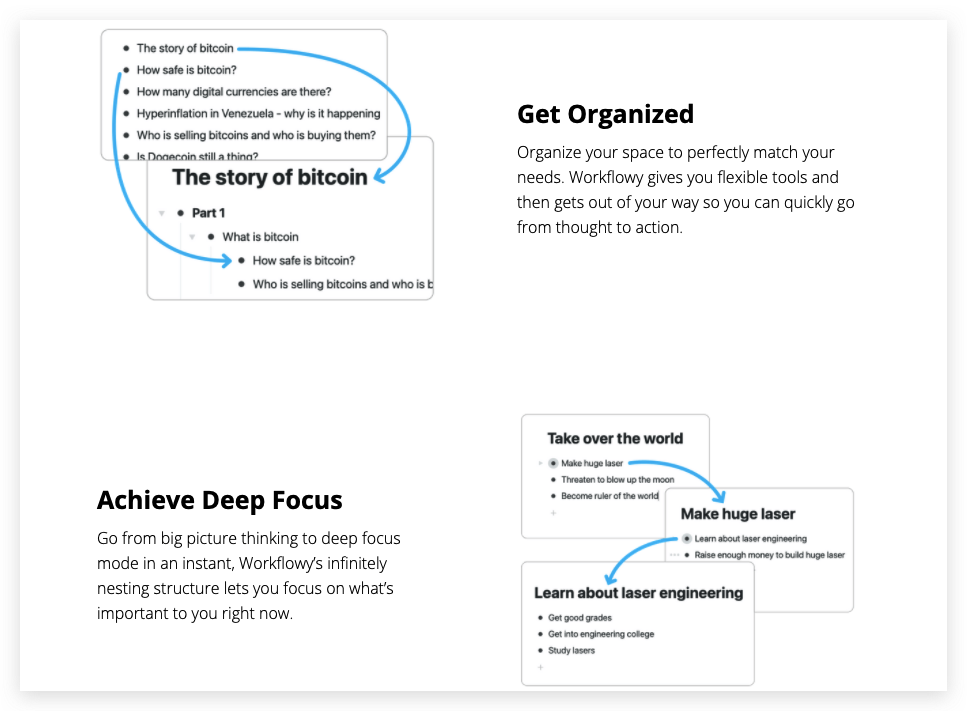 The story of bitcoin
How safe is bitcoin?
How many digital currencies are there?
Hyperinflation in Venezuela - why is it happening
Who is selling bitcoins and who is buying them?
Is Dogecoin still a thing?
The story of bitcoin
Part 1
What is bitcoin
How safe is bitcoin?
Who is selling bitcoins and who is b
Get Organized
Organize your space to perfectly match your
needs. Workflowy gives you flexible tools and
then gets out of your way so you can quickly go
from thought to action.
Achieve Deep Focus
Go from big picture thinking to deep focus
mode in an instant, Workflowy’s infinitely
nesting structure lets you focus on what’s
important to you right now.
Take over the world
Make huge laser
Threaten to blow up the moon
Become ruler of the world
Make huge laser
Learn about laser engineering
Raise enough money to build huge laser
Learn about laser engineering
Get good grades
Get into engineering college
Study lasers